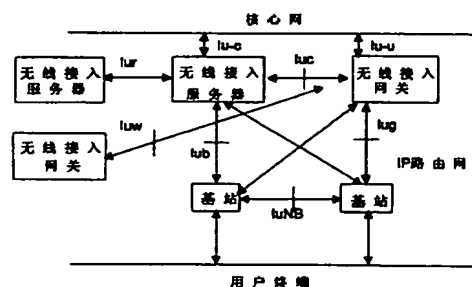 核心网
Iu-c
Iu-u
Iur
Iuc
无线接入
服务器
无线接入
服务器
无线接入
网关
Iuw
无线接入
网关
Iub
Iug
IP路由网
基站
IuNB
基站
用户终端